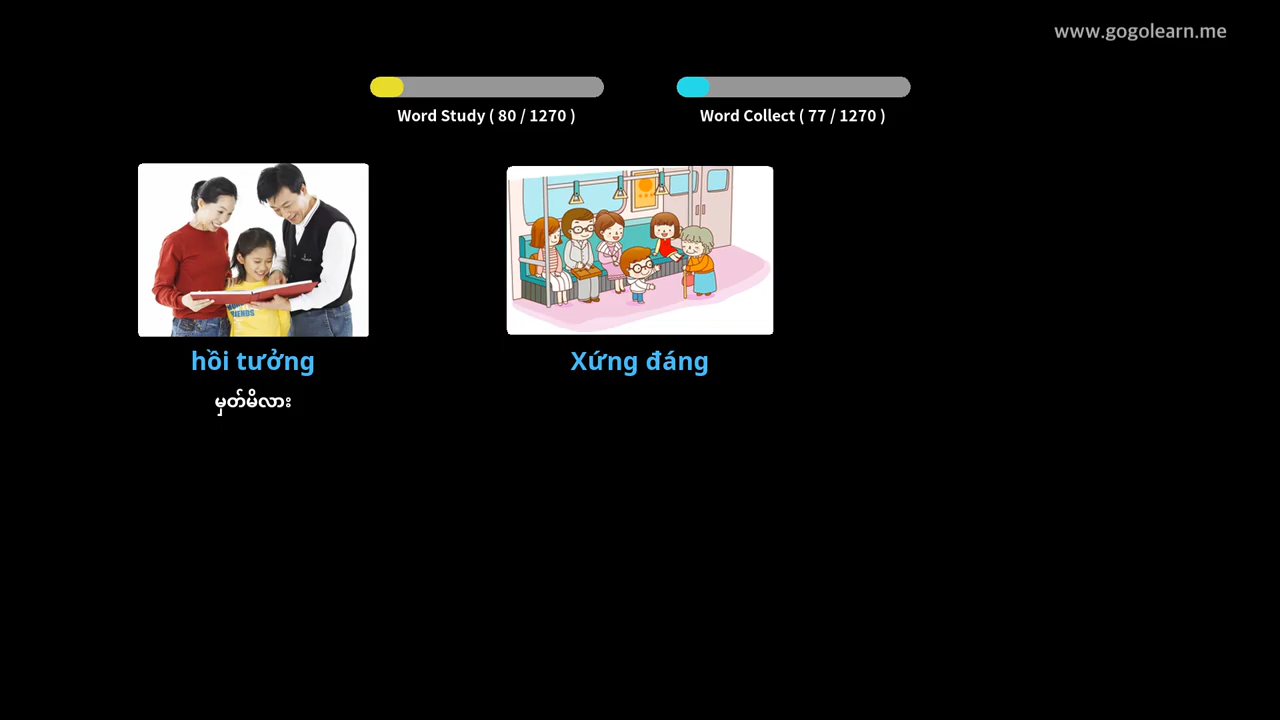 www.gogolearn.me
Word Study ( 80 / 1270 )
Word Collect ( 77 / 1270 )
hồi tưởng
Xứng đáng
မှတ်မိလား